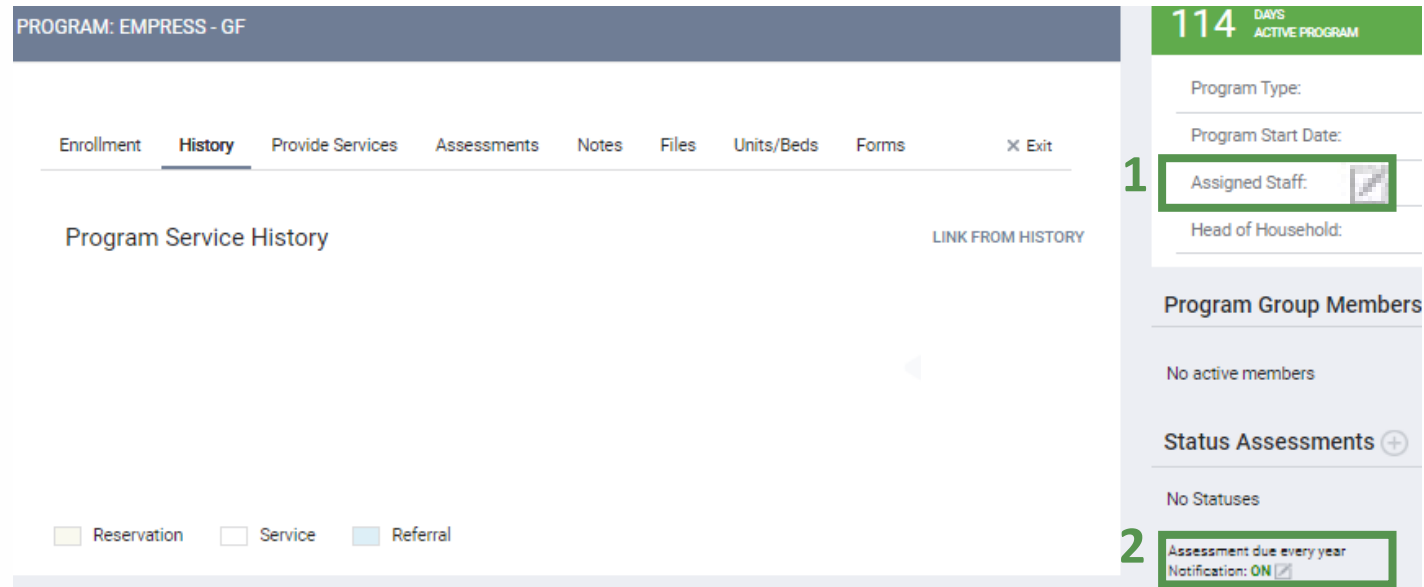 PROGRAM: EMPRESS - GF
Enrollment History Provide Services Assessments Notes Files Units/Beds Forms × Exit
Program Service History LINK FROM HISTORY
Reservation Service Referral
114 DAYS
ACTIVE PROGRAM
Program Type:
Program Start Date:
1 Assigned Staff:
Head of Household:
Program Group Members
No active members
Status Assessments
No Statuses
2 Assessment due every year
Notification: ON